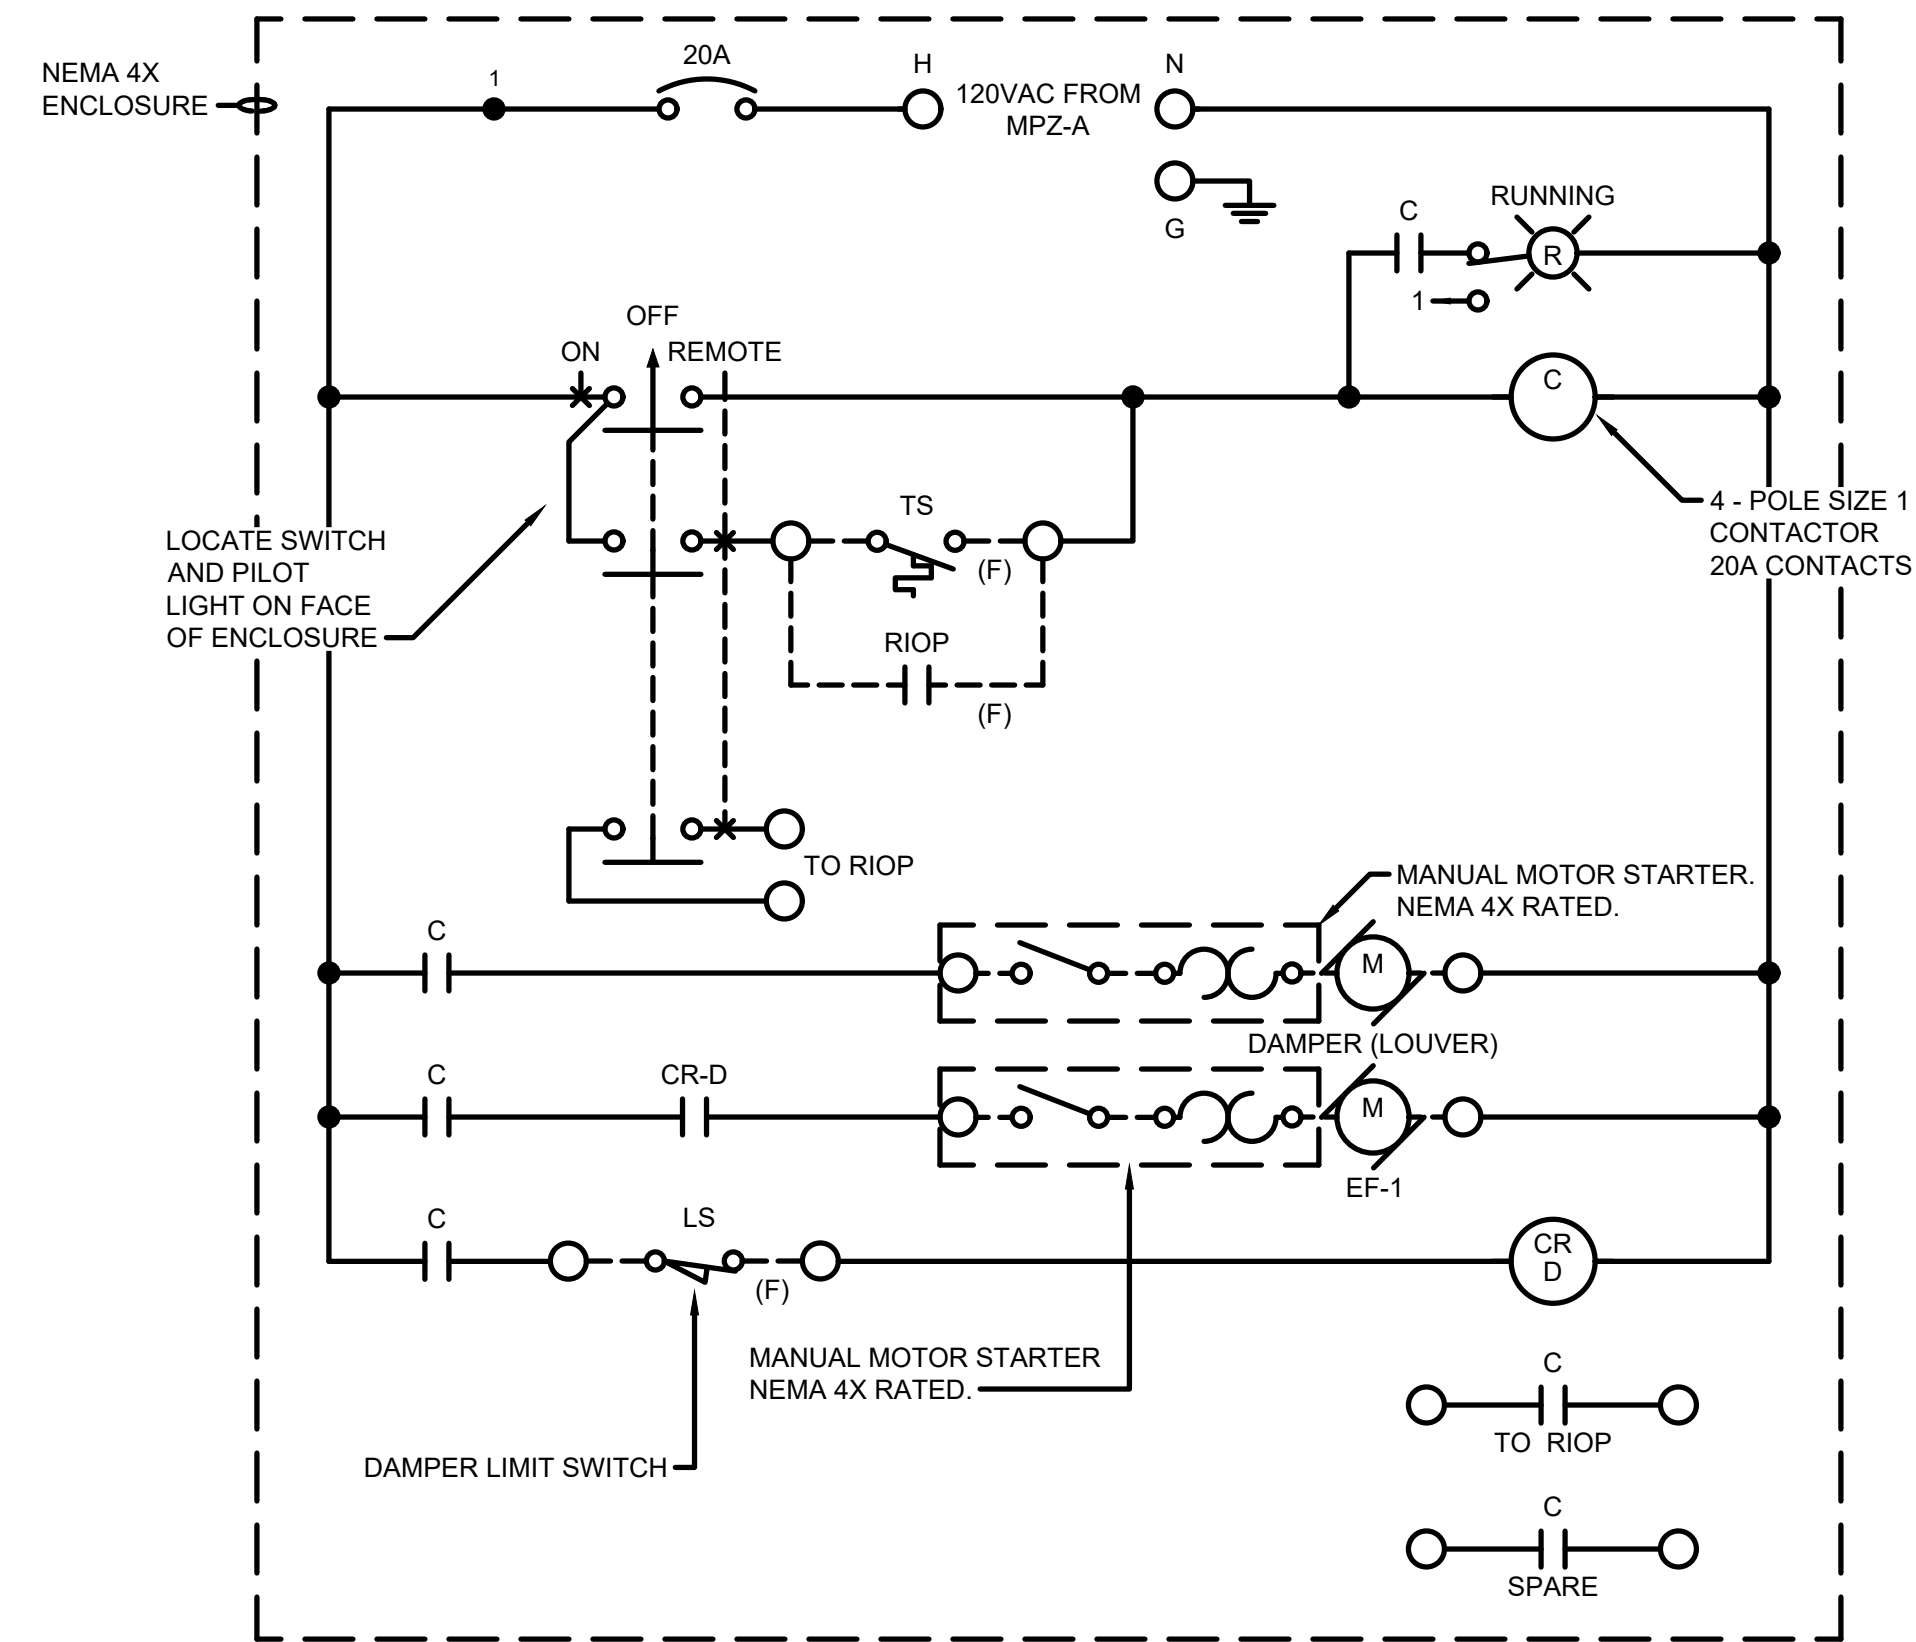 NEMA 4X
ENCLOSURE
1
20A
H
120VAC FROM
MPZ-A
N
G
RUNNING
C
R
1
OFF
ON
REMOTE
C
4 - POLE SIZE 1
CONTACTOR
20A CONTACTS
LOCATE SWITCH
AND PILOT
LIGHT ON FACE
OF ENCLOSURE
TS
(F)
RIOP
(F)
TO RIOP
MANUAL MOTOR STARTER.
NEMA 4X RATED.
C
M
DAMPER (LOUVER)
C
CR-D
M
EF-1
C
LS
(F)
CR
D
MANUAL MOTOR STARTER
NEMA 4X RATED.
DAMPER LIMIT SWITCH
C
TO RIOP
C
SPARE